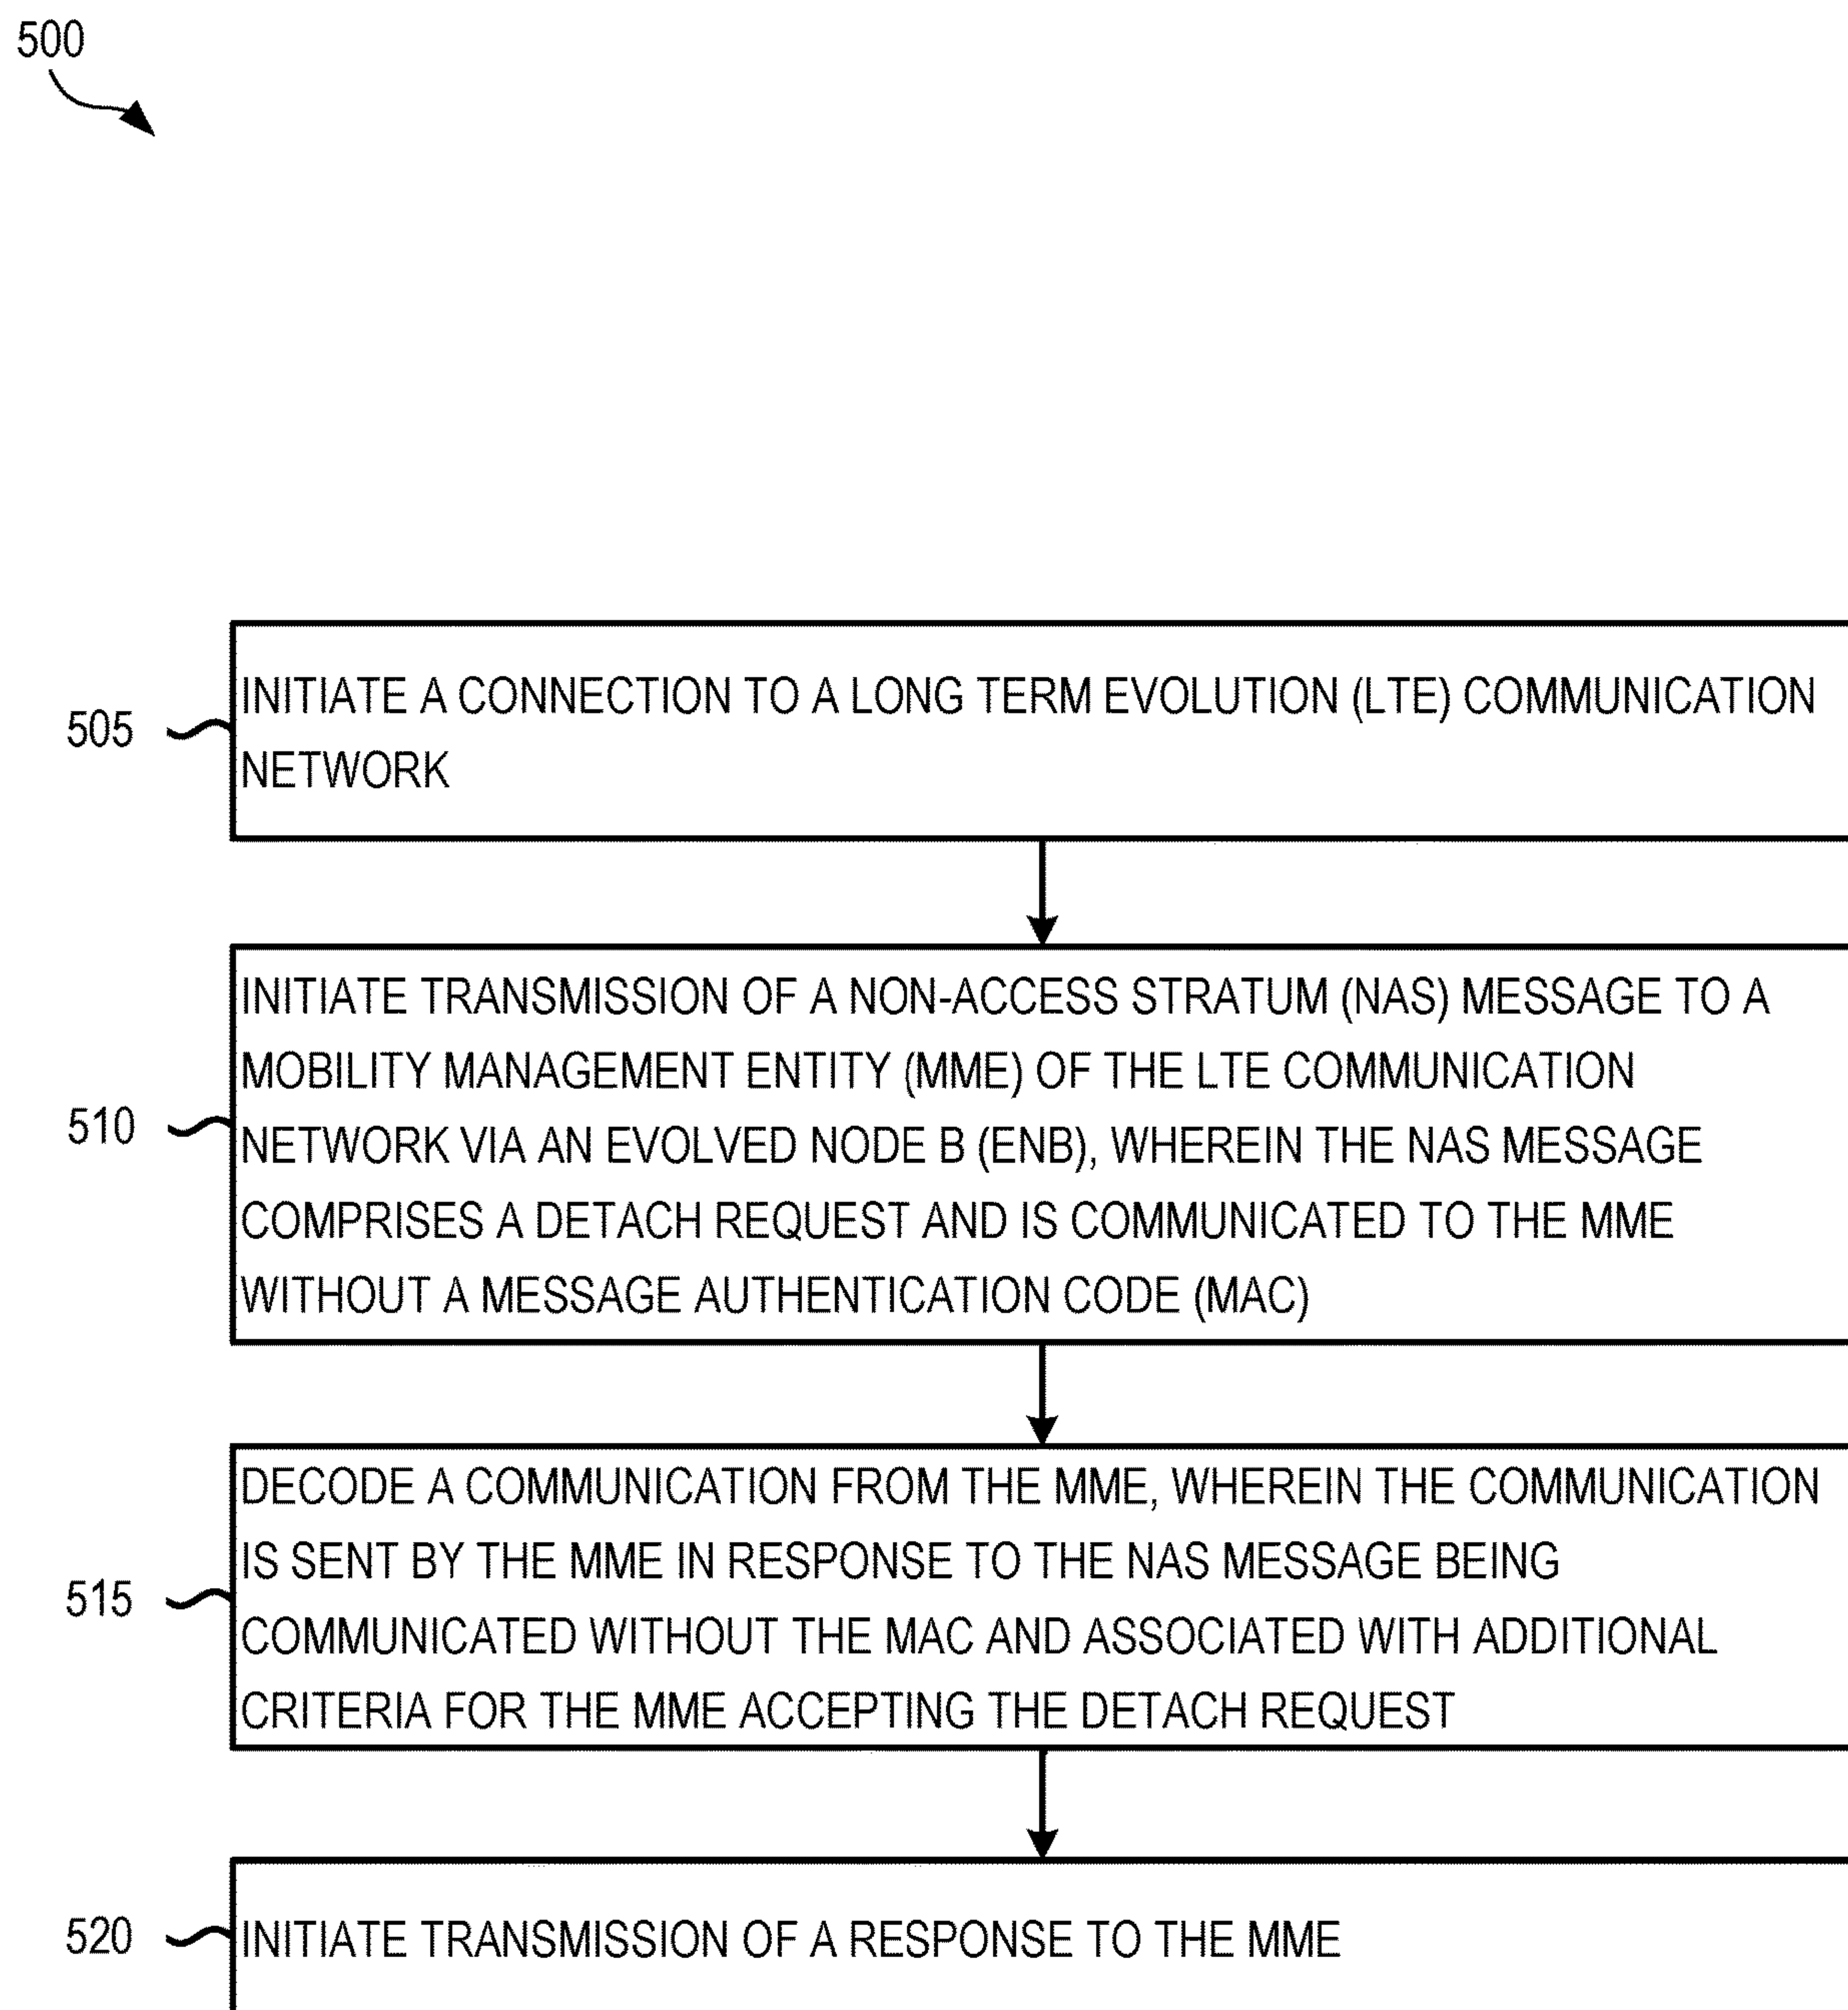 500
505
INITIATE A CONNECTION TO A LONG TERM EVOLUTION (LTE) COMMUNICATION
NETWORK
510
INITIATE TRANSMISSION OF A NON-ACCESS STRATUM (NAS) MESSAGE TO A
MOBILITY MANAGEMENT ENTITY (MME) OF THE LTE COMMUNICATION
NETWORK VIA AN EVOLVED NODE B (ENB), WHEREIN THE NAS MESSAGE
COMPRISES A DETACH REQUEST AND IS COMMUNICATED TO THE MME
WITHOUT A MESSAGE AUTHENTICATION CODE (MAC)
515
DECODE A COMMUNICATION FROM THE MME, WHEREIN THE COMMUNICATION
IS SENT BY THE MME IN RESPONSE TO THE NAS MESSAGE BEING
COMMUNICATED WITHOUT THE MAC AND ASSOCIATED WITH ADDITIONAL
CRITERIA FOR THE MME ACCEPTING THE DETACH REQUEST
520
INITIATE TRANSMISSION OF A RESPONSE TO THE MME